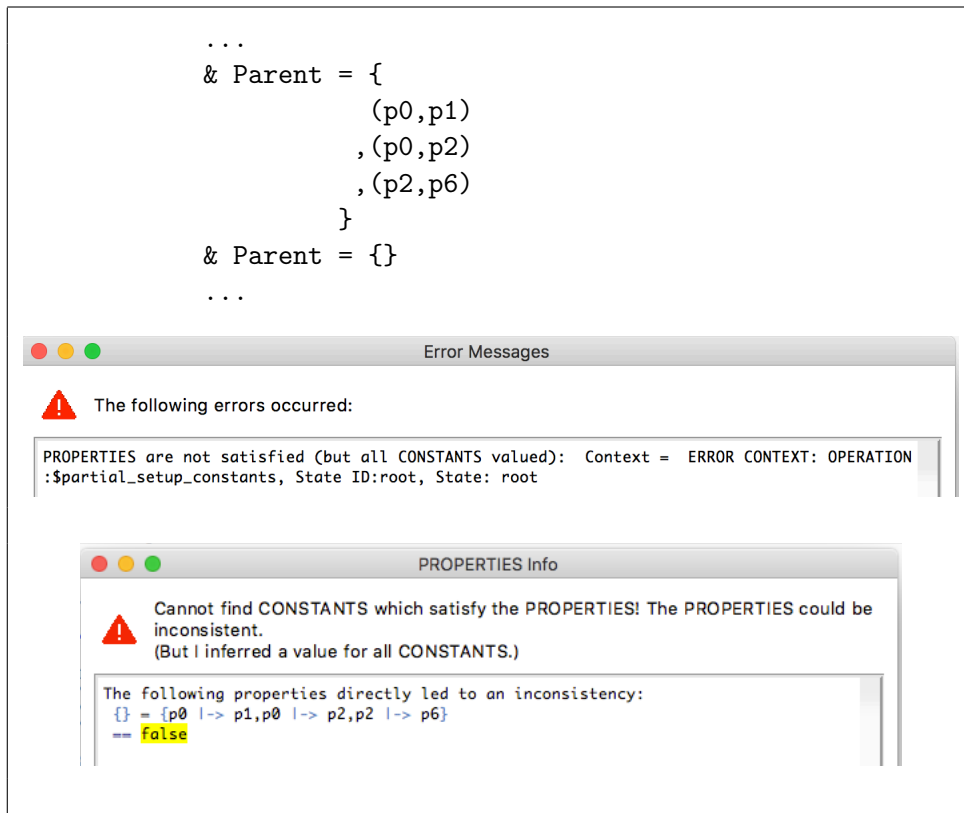 ...
& Parent = {
(p0,p1)
,(p0,p2)
,(p2,p6)
}
& Parent = {}
...
Error Messages
The following errors occurred:
PROPERTIES are not satisfied (but all CONSTANTS valued):  Context =  ERROR CONTEXT: OPERATION
:$partial_setup_constants, State ID:root, State: root
PROPERTIES Info
Cannot find CONSTANTS which satisfy the PROPERTIES! The PROPERTIES could be
inconsistent.
(But I inferred a value for all CONSTANTS.)
The following properties directly led to an inconsistency:
{} = {p0 |-> p1,p0 |-> p2,p2 |-> p6}
== false